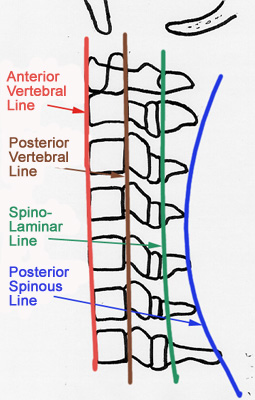 Anterior
Vertebral
Line
Posterior
Vertebral
Line
Spino-
Laminar
Line
Posterior
Spinous
Line